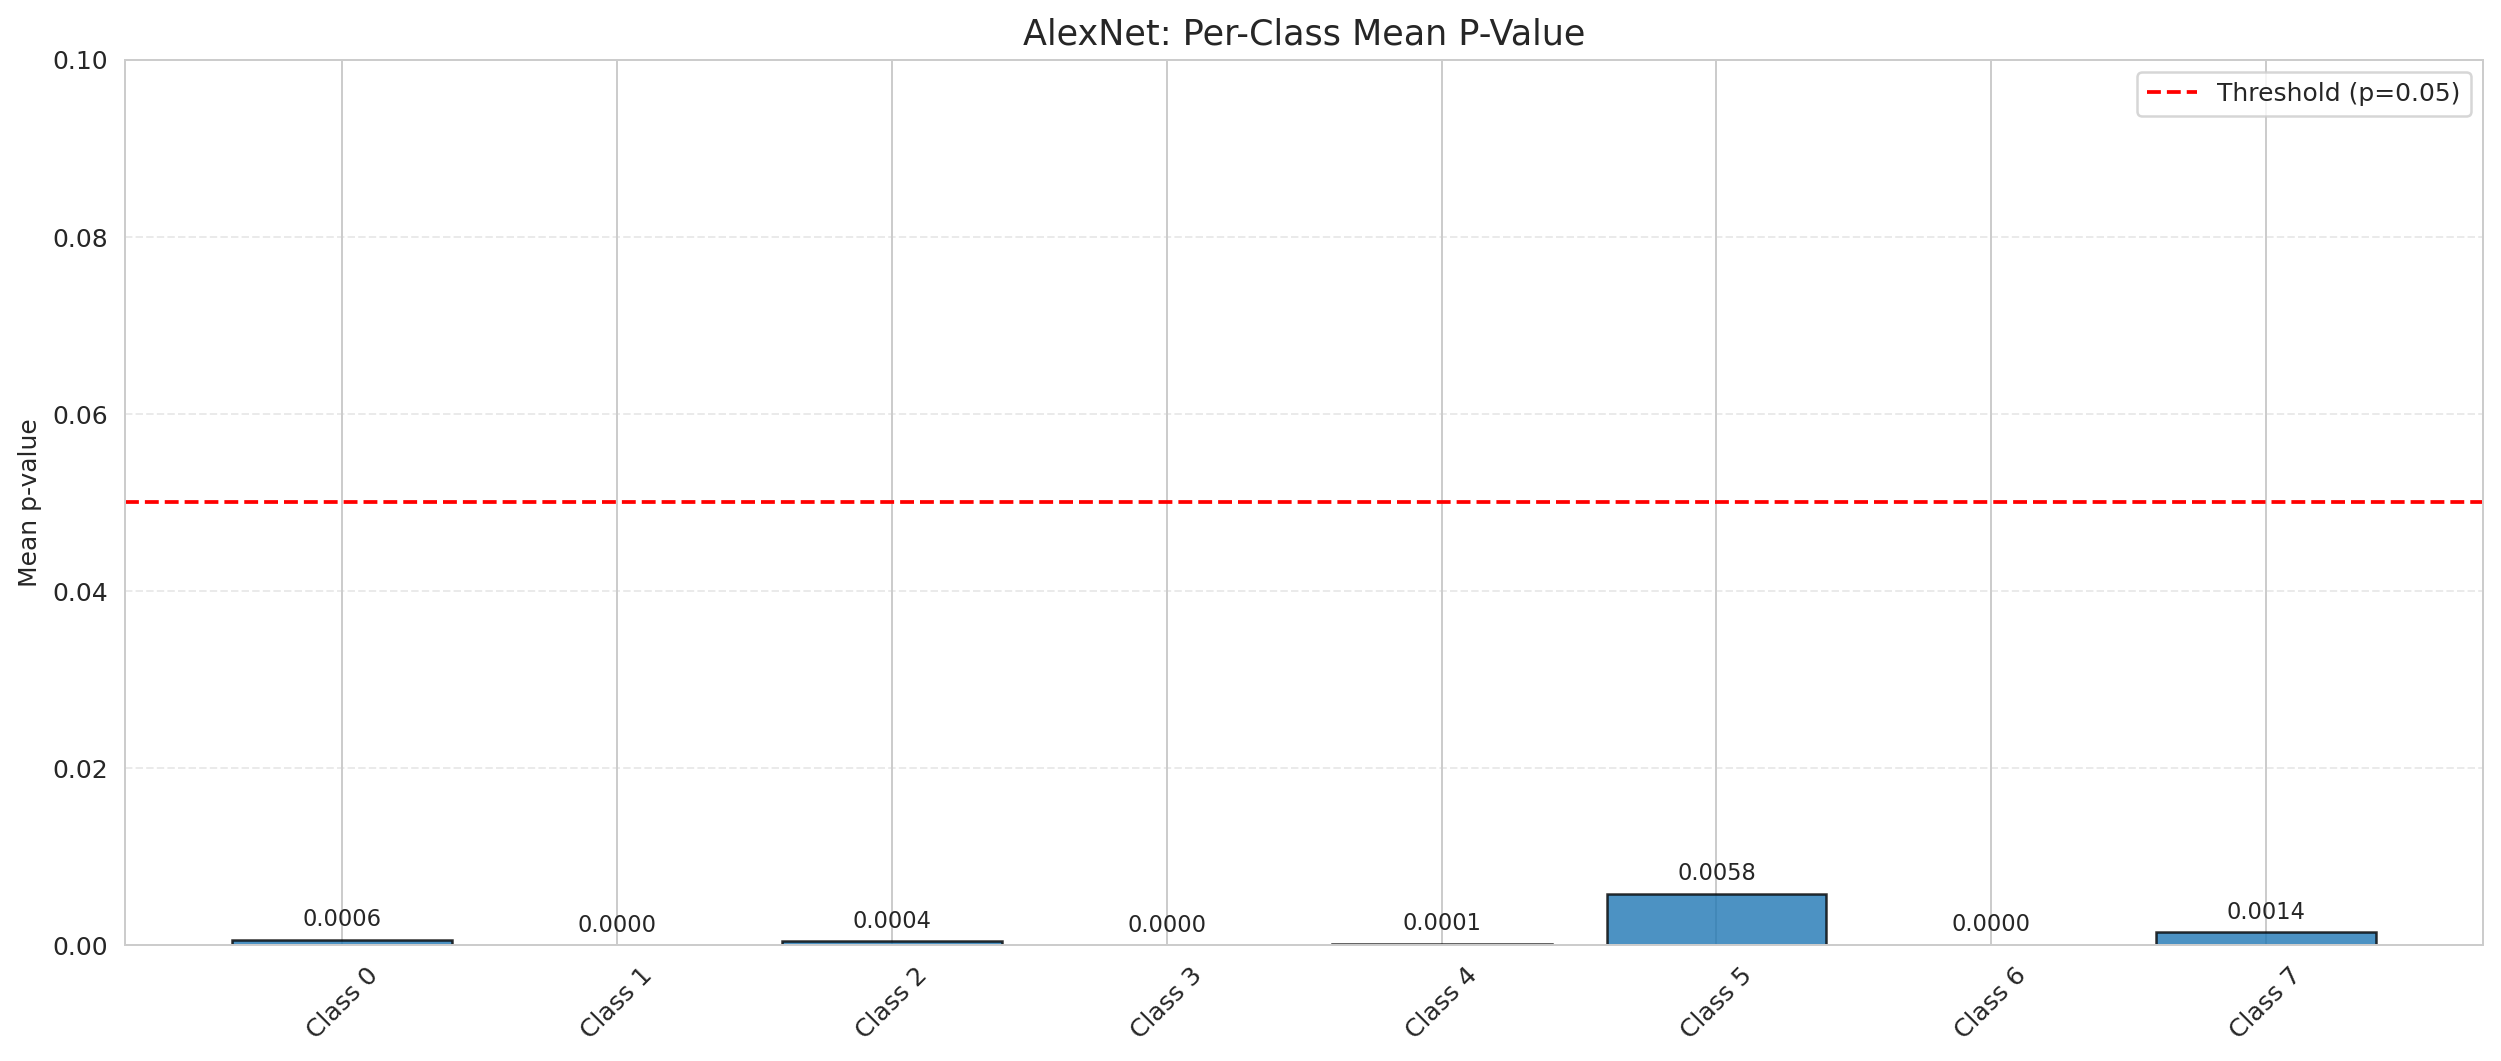 AlexNet: Per-Class Mean P-Value
Threshold (p=0.05)
Mean p-value
0.10
0.08
0.06
0.04
0.02
0.00
0.0006
0.0000
0.0004
0.0000
0.0001
0.0058
0.0000
0.0014
Class 0
Class 1
Class 2
Class 3
Class 4
Class 5
Class 6
Class 7